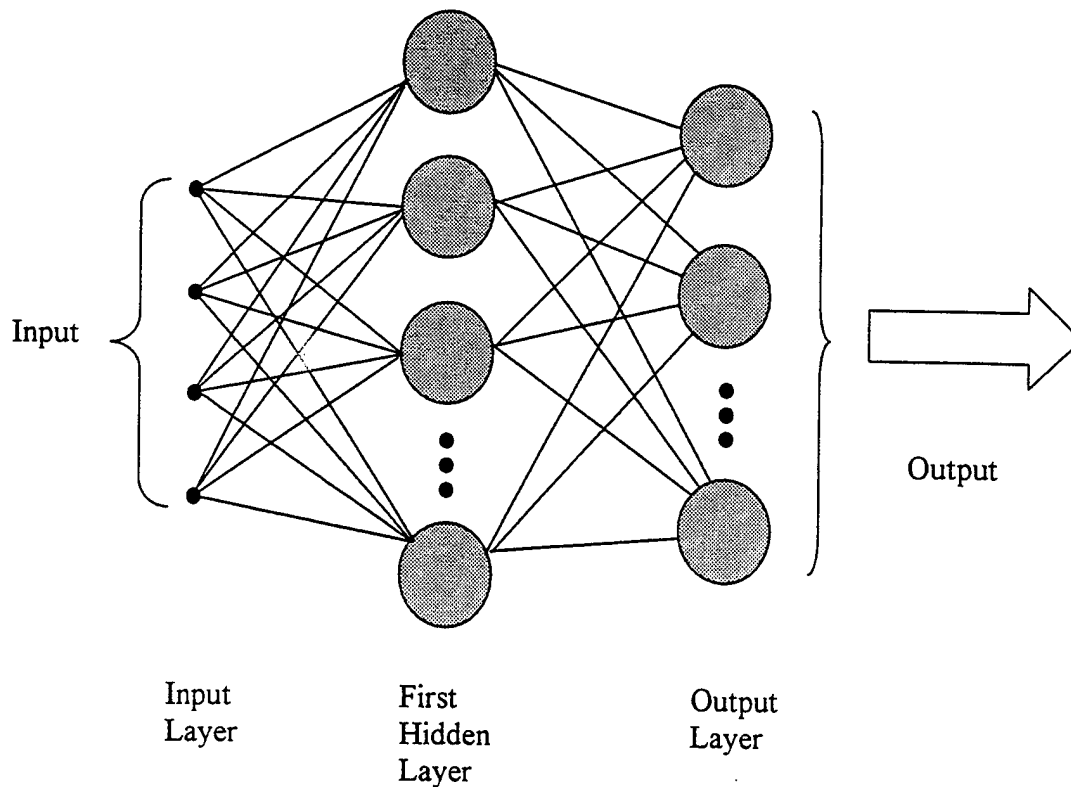 Input
Output
Input
Layer
First
Hidden
Layer
Output
Layer